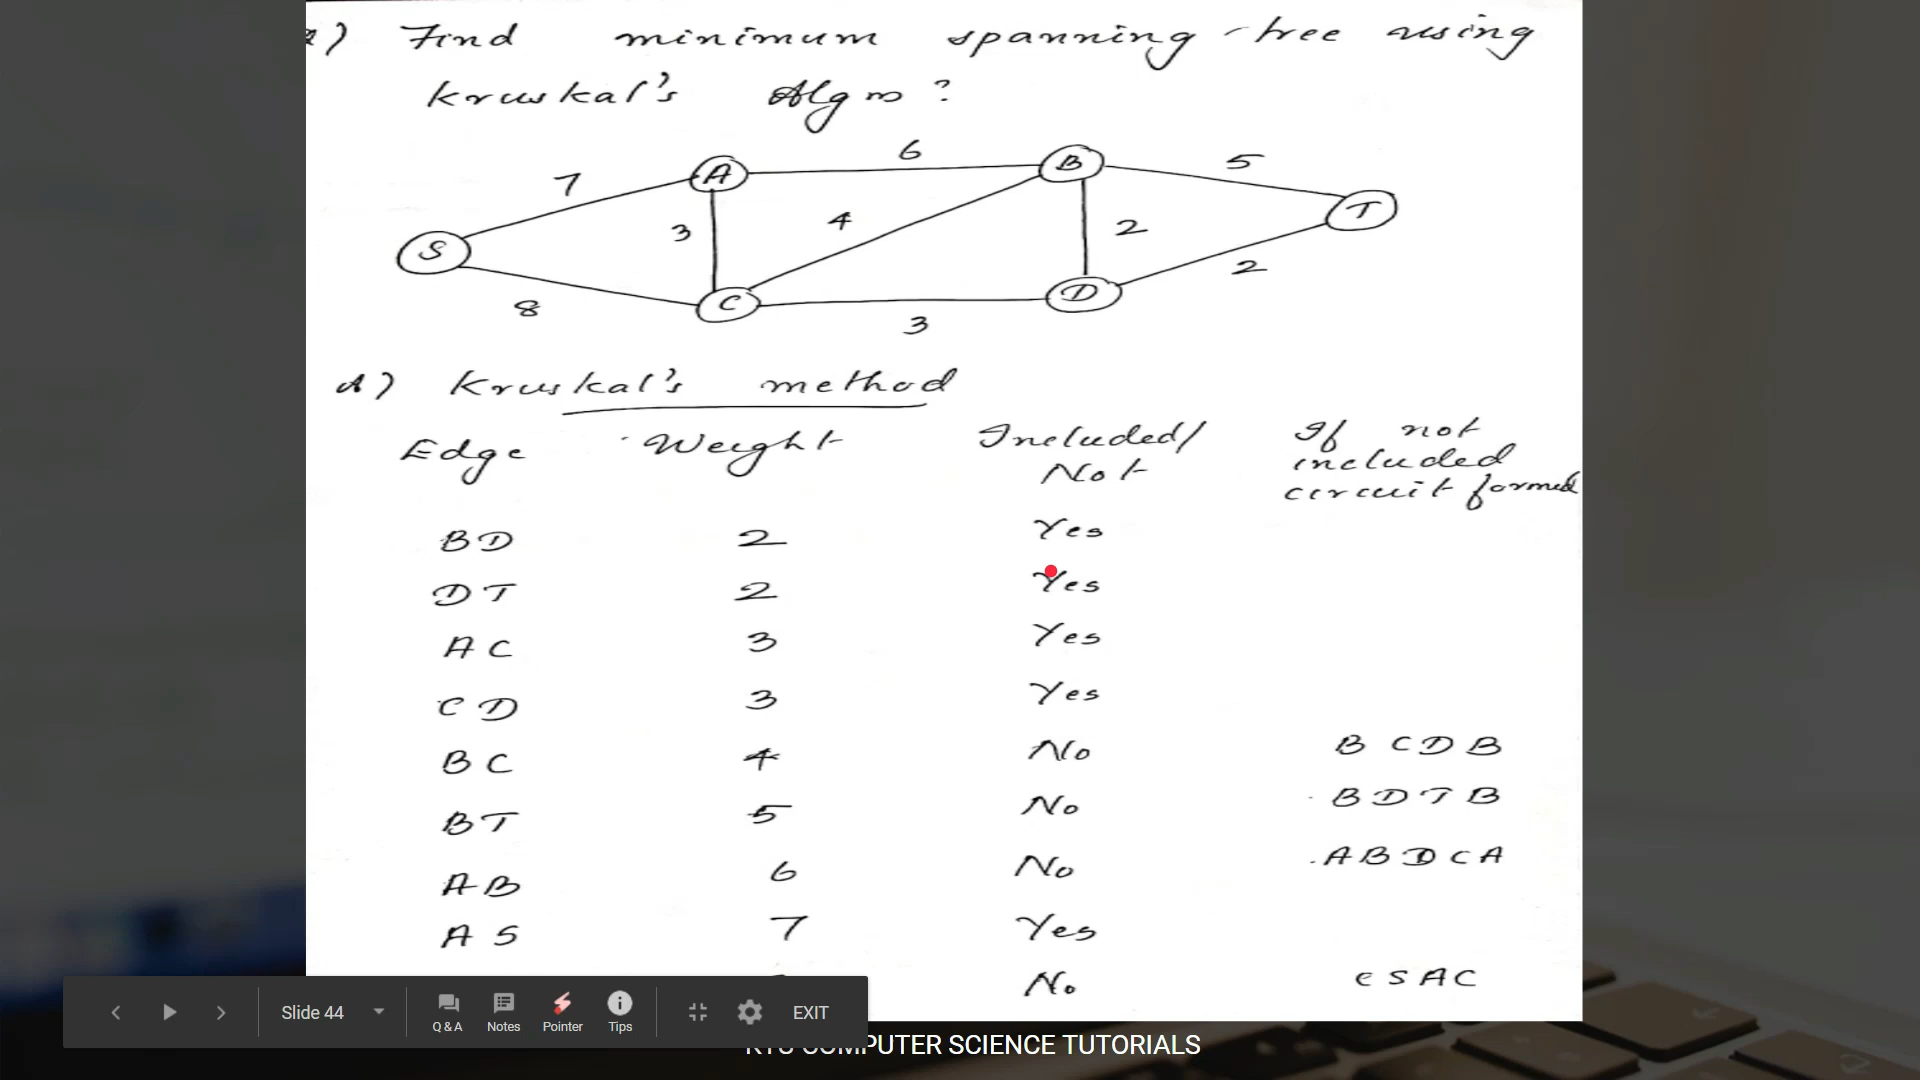 Find minimum spanning tree using
Kruskal's Algm ?
6
5
7
A
B
T
3
4
2
S
2
8
C
D
3
A) Kruskal's method
Edge Weight Included/ Not If not included circuit formed
BD 2 Yes
DT 2 Yes
AC 3 Yes
CD 3 Yes
BC 4 No BCDB
BT 5 No BDTB
AB 6 No ABDCA
AS 7 Yes
No CSAC
Slide 44
Q & A
Notes
Pointer
Tips
EXIT
COMPUTER SCIENCE TUTORIALS